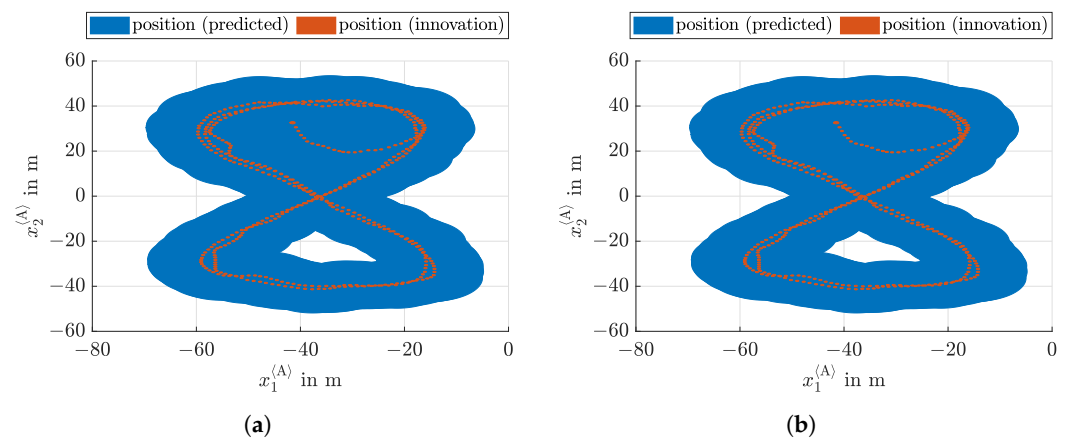 position (predicted) position (innovation)
60
40
20
0
−20
−40
−60
−80 −60 −40 −20 0
x₂⟨A⟩ in m
x₁⟨A⟩ in m
(a)
position (predicted) position (innovation)
60
40
20
0
−20
−40
−60
−80 −60 −40 −20 0
x₂⟨A⟩ in m
x₁⟨A⟩ in m
(b)